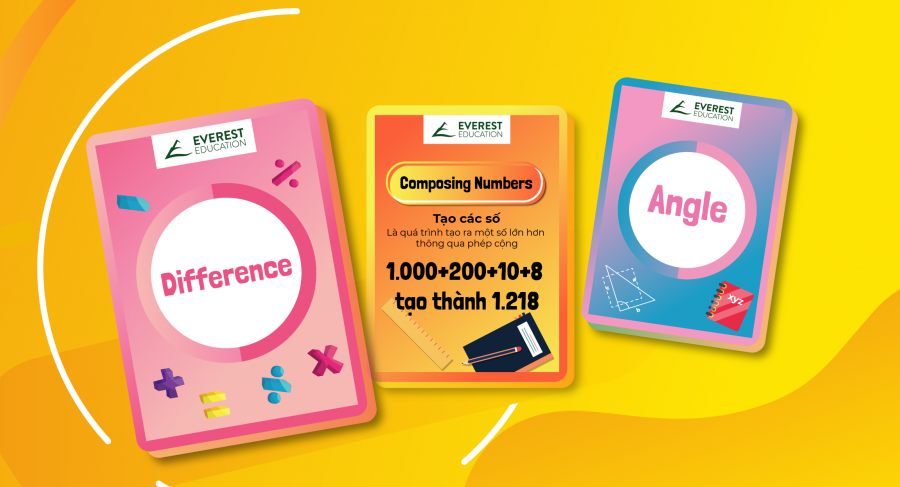 EVEREST
EDUCATION
Difference
EVEREST
EDUCATION
Composing Numbers
Tạo các số
Là quá trình tạo ra một số lớn hơn
thông qua phép cộng
1.000+200+10+8
tạo thành 1.218
EVEREST
EDUCATION
Angle
xyz
b